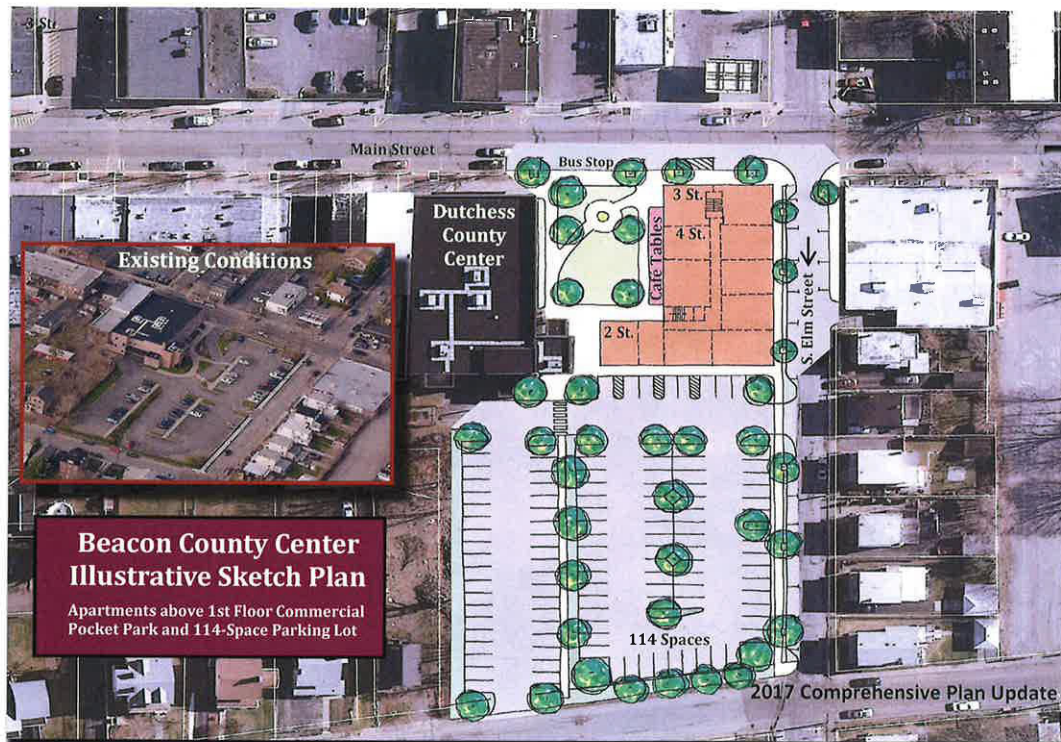 3 St.
Main Street
Bus Stop
Dutchess
County
Center
3 St.
4 St.
Cafe Tables
2 St.
S. Elm Street
Existing Conditions
Beacon County Center
Illustrative Sketch Plan
Apartments above 1st Floor Commercial
Pocket Park and 114-Space Parking Lot
114 Spaces
2017 Comprehensive Plan Update